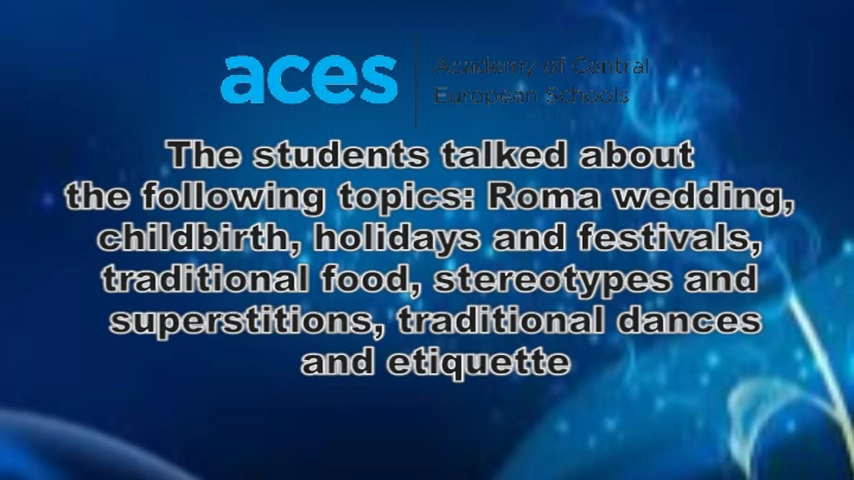 aces
Academy of Central
European Schools
The students talked about
the following topics: Roma wedding,
childbirth, holidays and festivals,
traditional food, stereotypes and
superstitions, traditional dances
and etiquette